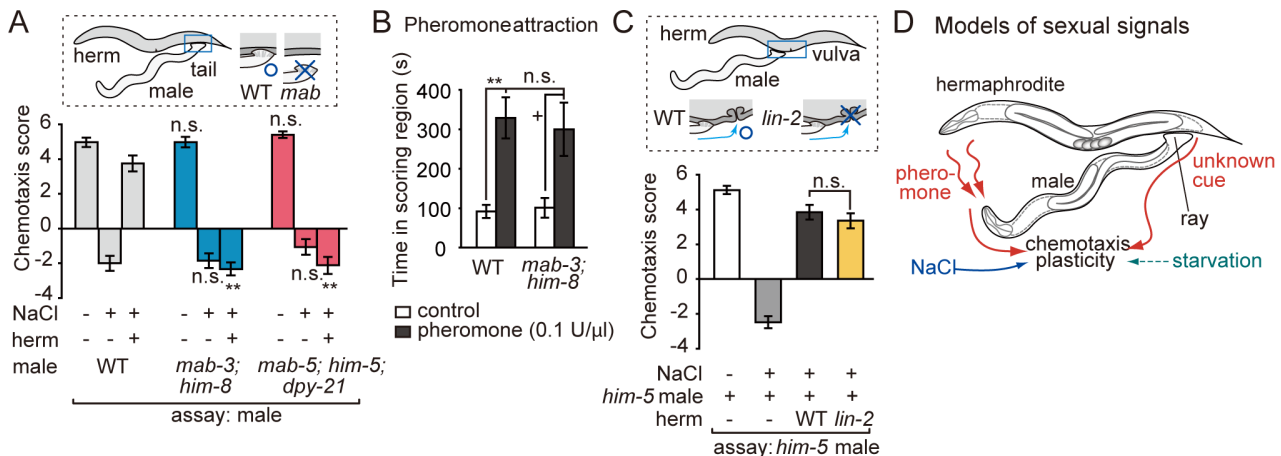 A
herm
tail
male
WT mab
Chemotaxis score
6
4
2
0
-2
-4
n.s.
n.s.
n.s.
**
n.s.
**
NaCl - + + - + + - + +
herm - - + - - + - - +
male WT mab-3; mab-5; him-5;
him-8 dpy-21
assay: male
B Pheromone attraction
Time in scoring region (s)
400
300
200
100
0
**
n.s.
+
WT mab-3;
him-8
control
pheromone (0.1 U/µl)
C
herm
vulva
male
WT lin-2
Chemotaxis score
6
4
2
0
-2
-4
n.s.
NaCl - + + +
him-5 male + + + +
herm - - WT lin-2
assay: him-5 male
D Models of sexual signals
hermaphrodite
phero-
mone
male
unknown
cue
ray
chemotaxis
plasticity
NaCl
starvation